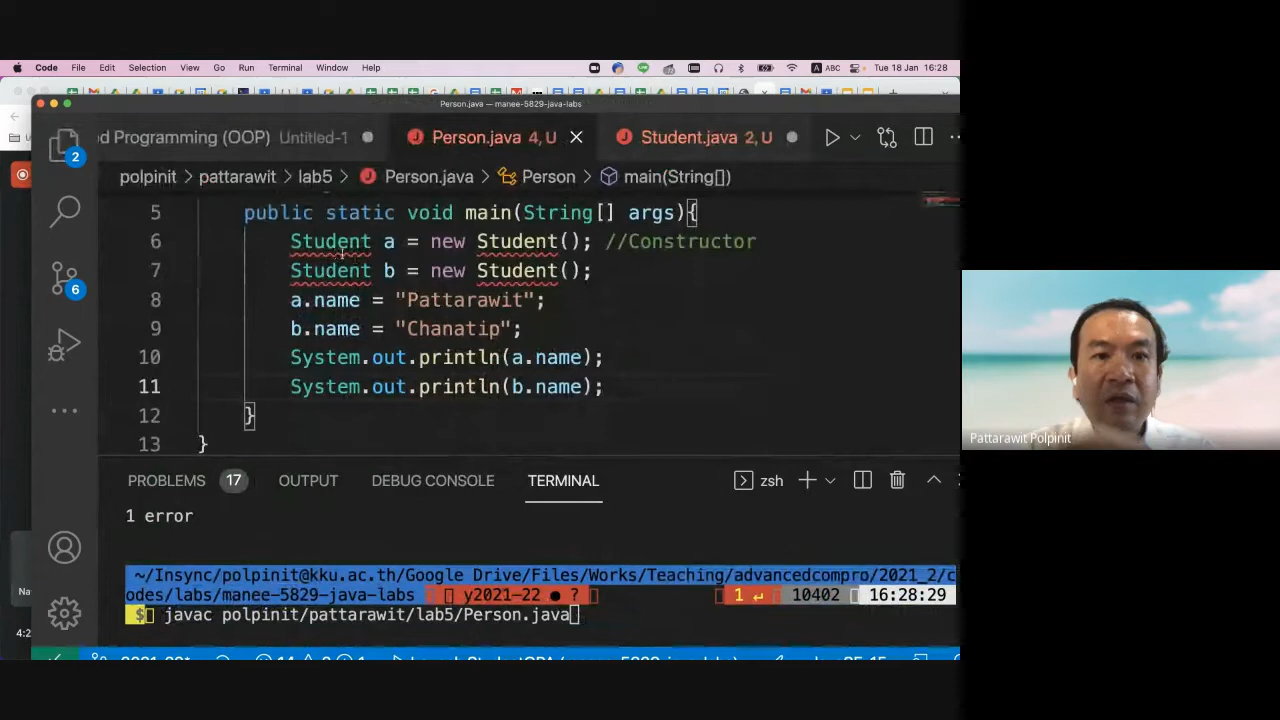 Code File Edit Selection View Go Run Terminal Window Help ABC Tue 18 Jan 16:28
Person.java — manee-5829-java-labs
d Programming (OOP) Untitled-1 Person.java 4, U Student.java 2, U
polpinit > pattarawit > lab5 > Person.java > Person > main(String[])
5 public static void main(String[] args){
6 Student a = new Student(); //Constructor
7 Student b = new Student();
8 a.name = "Pattarawit";
9 b.name = "Chanatip";
10 System.out.println(a.name);
11 System.out.println(b.name);
12 }
13 }
2
6
PROBLEMS 17 OUTPUT DEBUG CONSOLE TERMINAL zsh
1 error
~/Insync/polpinit@kku.ac.th/Google Drive/Files/Works/Teaching/advancedcompro/2021_2/c
odes/labs/manee-5829-java-labs y2021-22 ● ? 1 ↵ 10402 16:28:29
$ javac polpinit/pattarawit/lab5/Person.java
Pattarawit Polpinit